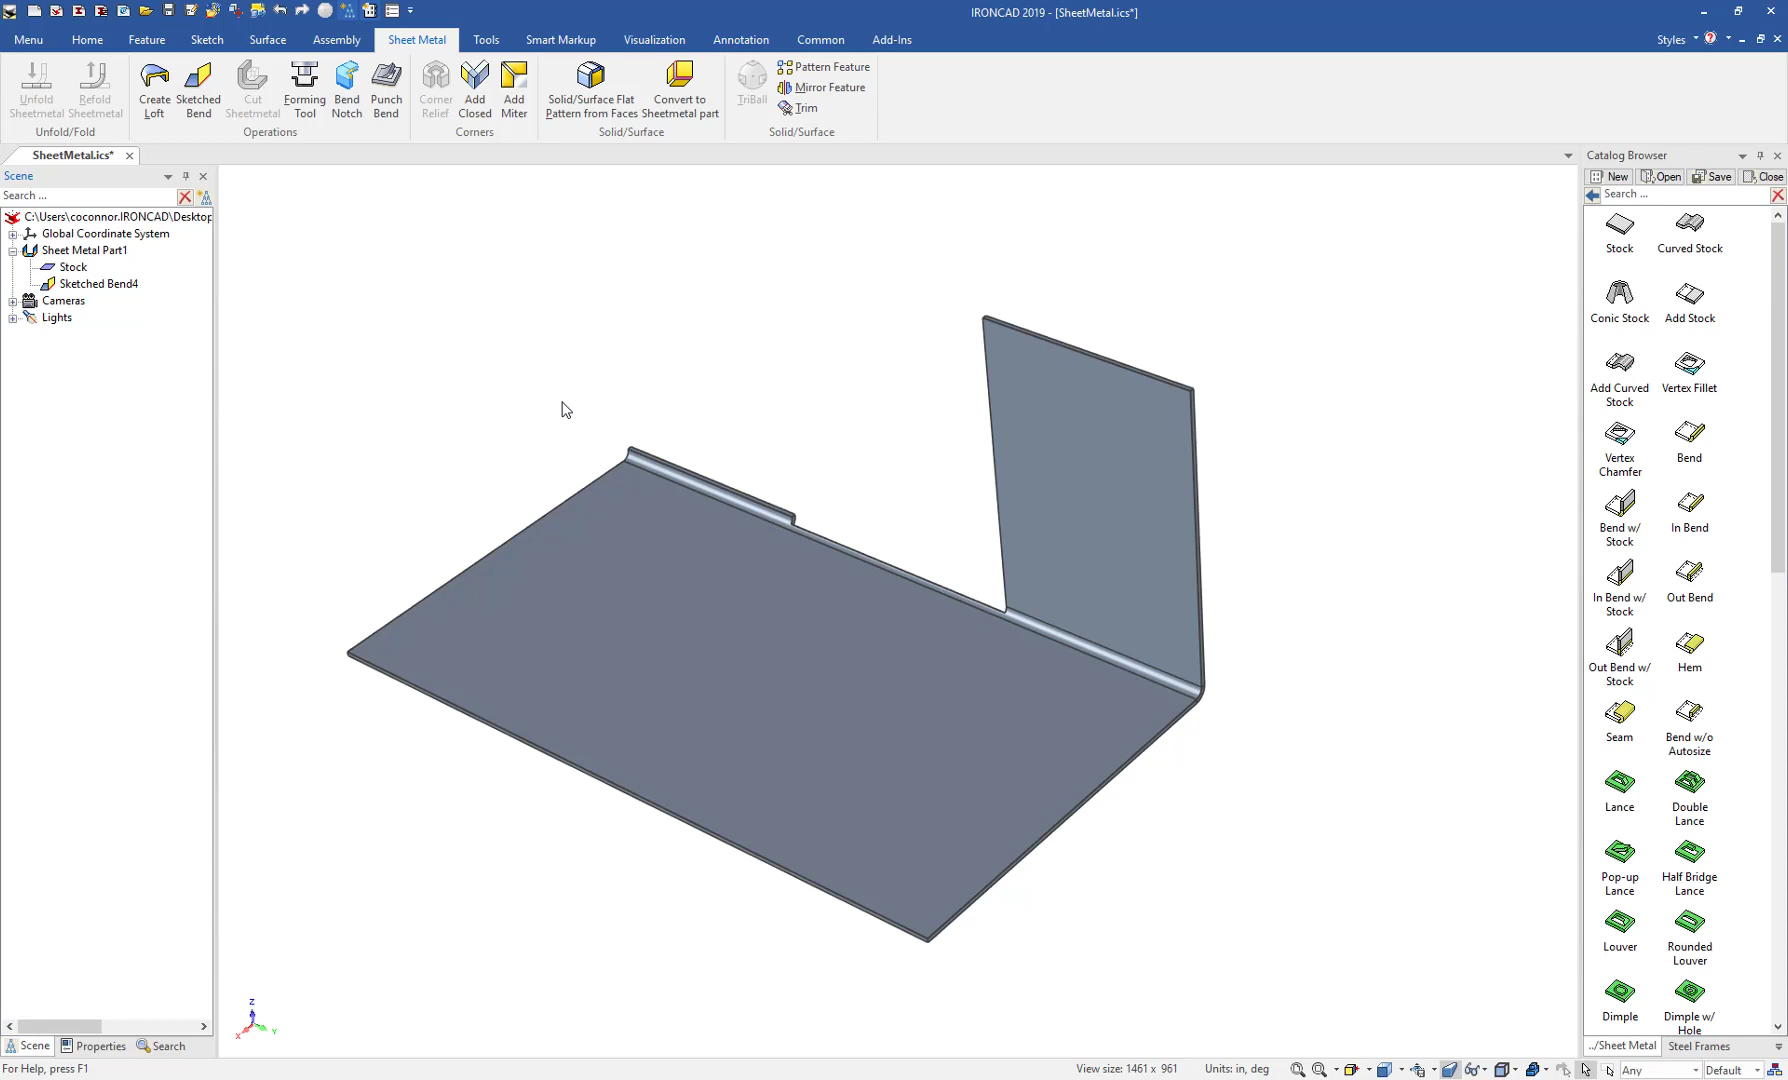 IRONCAD 2019 - [SheetMetal.ics*]
Menu Home Feature Sketch Surface Assembly Sheet Metal Tools Smart Markup Visualization Annotation Common Add-Ins Styles
Unfold Sheetmetal
Refold Sheetmetal
Unfold/Fold
Create Loft
Sketched Bend
Cut Sheetmetal
Forming Tool
Bend Notch
Punch Bend
Operations
Corner Relief
Add Closed
Add Miter
Corners
Solid/Surface Flat Pattern from Faces
Convert to Sheetmetal part
Solid/Surface
TriBall
Pattern Feature
Mirror Feature
Trim
Solid/Surface
SheetMetal.ics*
Scene
Search ...
C:\Users\coconnor.IRONCAD\Desktop
Global Coordinate System
Sheet Metal Part1
Stock
Sketched Bend4
Cameras
Lights
Z
X
Y
Scene Properties Search
Catalog Browser
New Open Save Close
Search ...
Stock
Curved Stock
Conic Stock
Add Stock
Add Curved Stock
Vertex Fillet
Vertex Chamfer
Bend
Bend w/ Stock
In Bend
In Bend w/ Stock
Out Bend
Out Bend w/ Stock
Hem
Seam
Bend w/o Autosize
Lance
Double Lance
Pop-up Lance
Half Bridge Lance
Louver
Rounded Louver
Dimple
Dimple w/ Hole
../Sheet Metal Steel Frames
For Help, press F1
View size: 1461 x 961
Units: in, deg
Any
Default